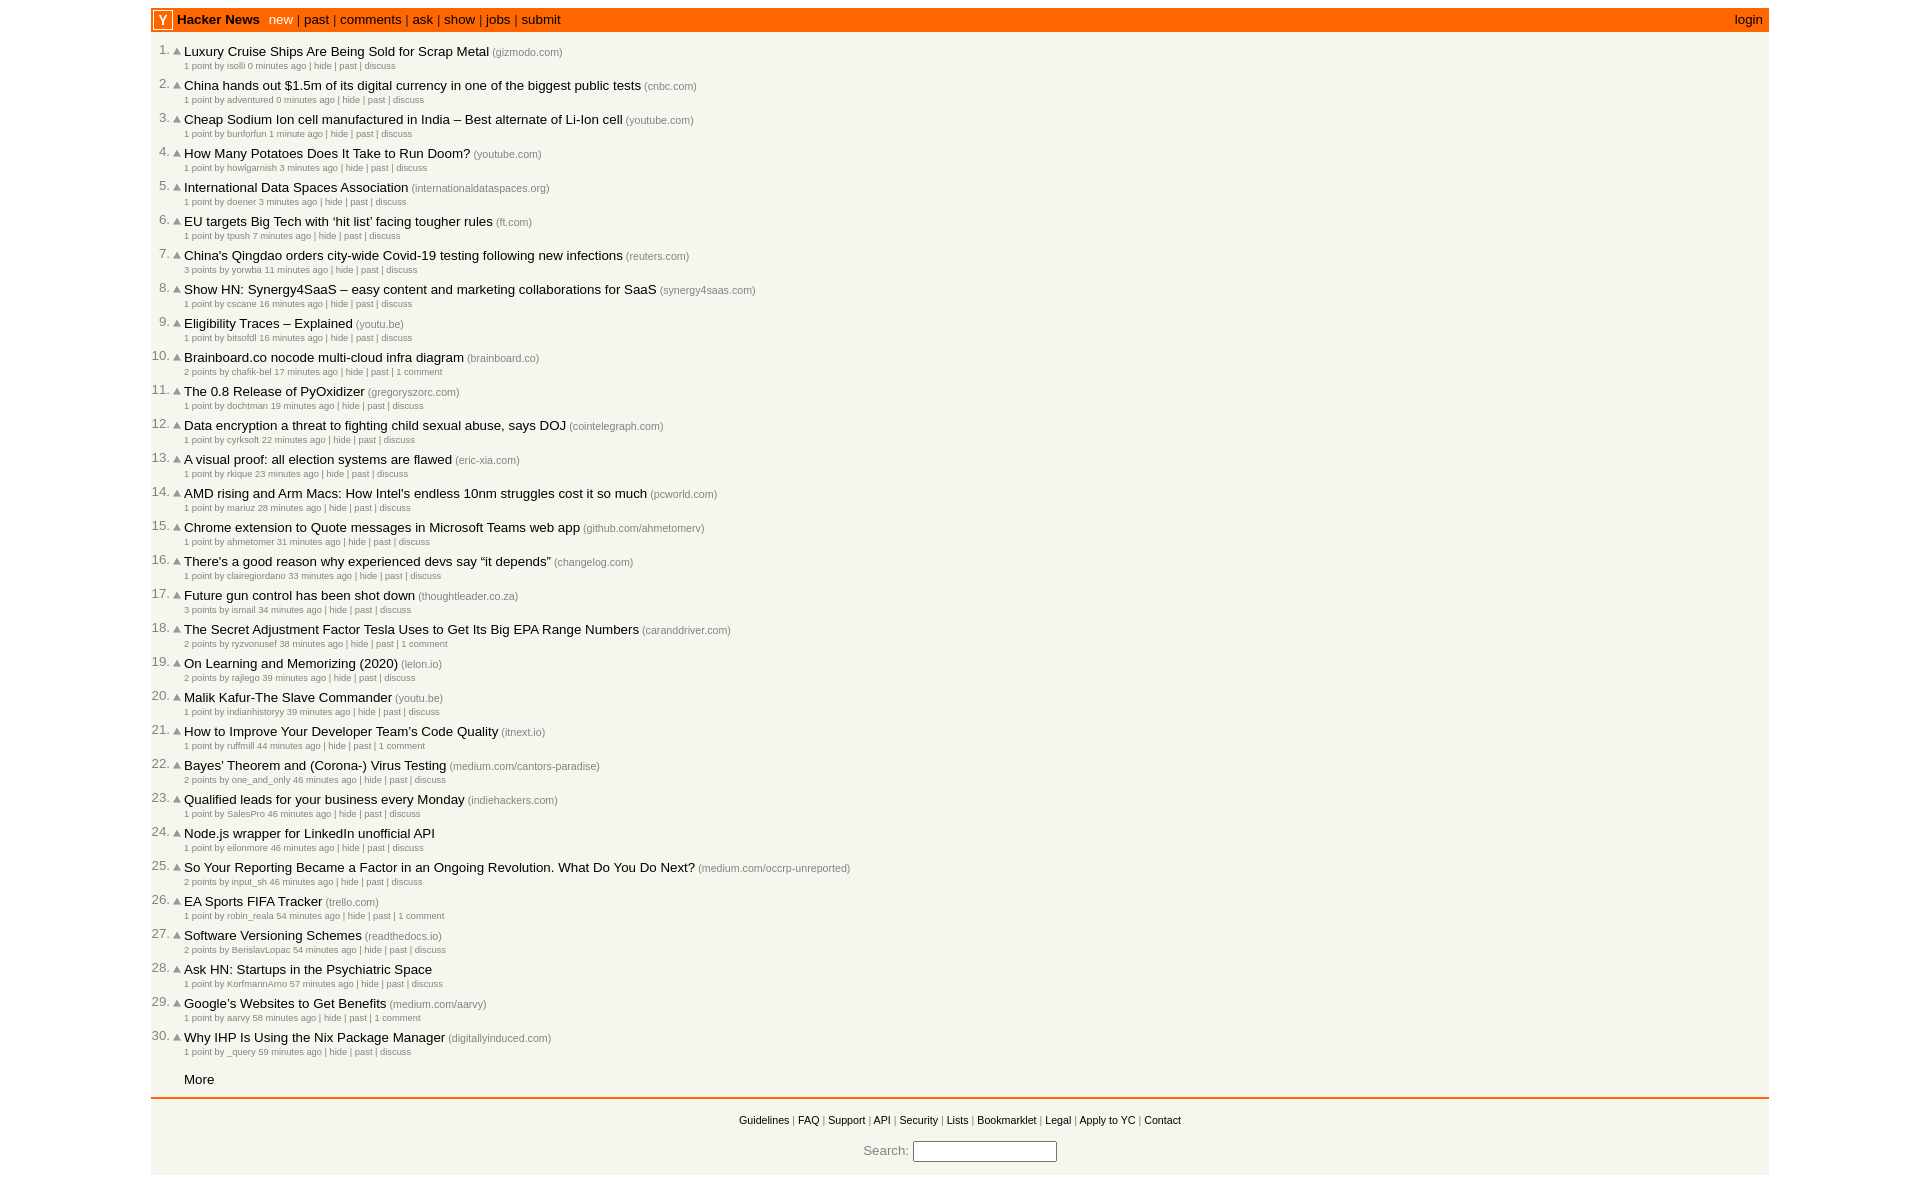 Y Hacker News new | past | comments | ask | show | jobs | submit login
1. Luxury Cruise Ships Are Being Sold for Scrap Metal (gizmodo.com)
1 point by isolli 0 minutes ago | hide | past | discuss
2. China hands out $1.5m of its digital currency in one of the biggest public tests (cnbc.com)
1 point by adventured 0 minutes ago | hide | past | discuss
3. Cheap Sodium Ion cell manufactured in India – Best alternate of Li-Ion cell (youtube.com)
1 point by bunforfun 1 minute ago | hide | past | discuss
4. How Many Potatoes Does It Take to Run Doom? (youtube.com)
1 point by howlgarnish 3 minutes ago | hide | past | discuss
5. International Data Spaces Association (internationaldataspaces.org)
1 point by doener 3 minutes ago | hide | past | discuss
6. EU targets Big Tech with ‘hit list’ facing tougher rules (ft.com)
1 point by tpush 7 minutes ago | hide | past | discuss
7. China's Qingdao orders city-wide Covid-19 testing following new infections (reuters.com)
3 points by yorwba 11 minutes ago | hide | past | discuss
8. Show HN: Synergy4SaaS – easy content and marketing collaborations for SaaS (synergy4saas.com)
1 point by cscane 16 minutes ago | hide | past | discuss
9. Eligibility Traces – Explained (youtu.be)
1 point by bitsofdl 16 minutes ago | hide | past | discuss
10. Brainboard.co nocode multi-cloud infra diagram (brainboard.co)
2 points by chafik-bel 17 minutes ago | hide | past | 1 comment
11. The 0.8 Release of PyOxidizer (gregoryszorc.com)
1 point by dochtman 19 minutes ago | hide | past | discuss
12. Data encryption a threat to fighting child sexual abuse, says DOJ (cointelegraph.com)
1 point by cyrksoft 22 minutes ago | hide | past | discuss
13. A visual proof: all election systems are flawed (eric-xia.com)
1 point by rkique 23 minutes ago | hide | past | discuss
14. AMD rising and Arm Macs: How Intel's endless 10nm struggles cost it so much (pcworld.com)
1 point by mariuz 28 minutes ago | hide | past | discuss
15. Chrome extension to Quote messages in Microsoft Teams web app (github.com/ahmetomerv)
1 point by ahmetomer 31 minutes ago | hide | past | discuss
16. There's a good reason why experienced devs say “it depends” (changelog.com)
1 point by clairegiordano 33 minutes ago | hide | past | discuss
17. Future gun control has been shot down (thoughtleader.co.za)
3 points by ismail 34 minutes ago | hide | past | discuss
18. The Secret Adjustment Factor Tesla Uses to Get Its Big EPA Range Numbers (caranddriver.com)
2 points by ryzvonusef 38 minutes ago | hide | past | 1 comment
19. On Learning and Memorizing (2020) (lelon.io)
2 points by rajlego 39 minutes ago | hide | past | discuss
20. Malik Kafur-The Slave Commander (youtu.be)
1 point by indianhistoryy 39 minutes ago | hide | past | discuss
21. How to Improve Your Developer Team’s Code Quality (itnext.io)
1 point by ruffmill 44 minutes ago | hide | past | 1 comment
22. Bayes’ Theorem and (Corona-) Virus Testing (medium.com/cantors-paradise)
2 points by one_and_only 46 minutes ago | hide | past | discuss
23. Qualified leads for your business every Monday (indiehackers.com)
1 point by SalesPro 46 minutes ago | hide | past | discuss
24. Node.js wrapper for LinkedIn unofficial API
1 point by eilonmore 46 minutes ago | hide | past | discuss
25. So Your Reporting Became a Factor in an Ongoing Revolution. What Do You Do Next? (medium.com/occrp-unreported)
2 points by input_sh 46 minutes ago | hide | past | discuss
26. EA Sports FIFA Tracker (trello.com)
1 point by robin_reala 54 minutes ago | hide | past | 1 comment
27. Software Versioning Schemes (readthedocs.io)
2 points by BerislavLopac 54 minutes ago | hide | past | discuss
28. Ask HN: Startups in the Psychiatric Space
1 point by KorfmannArno 57 minutes ago | hide | past | discuss
29. Google’s Websites to Get Benefits (medium.com/aarvy)
1 point by aarvy 58 minutes ago | hide | past | 1 comment
30. Why IHP Is Using the Nix Package Manager (digitallyinduced.com)
1 point by _query 59 minutes ago | hide | past | discuss
More
Guidelines | FAQ | Support | API | Security | Lists | Bookmarklet | Legal | Apply to YC | Contact
Search: